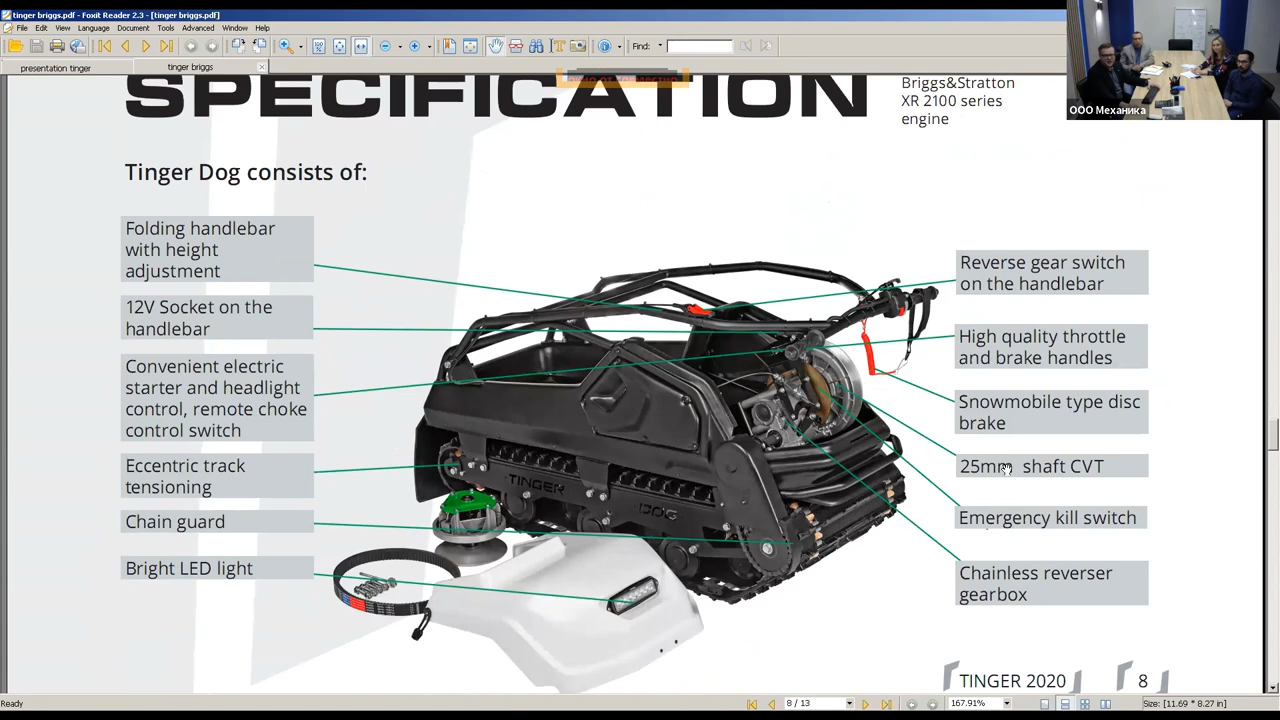 tinger briggs.pdf - Foxit Reader 2.3 - [tinger briggs.pdf]
File Edit View Language Document Tools Advanced Window Help
Find:
presentation tinger
tinger briggs
SPECIFICATION
Briggs&Stratton
XR 2100 series
engine
ООО Механика
Tinger Dog consists of:
Folding handlebar
with height
adjustment
12V Socket on the
handlebar
Convenient electric
starter and headlight
control, remote choke
control switch
Eccentric track
tensioning
Chain guard
Bright LED light
TINGER DOG
Reverse gear switch
on the handlebar
High quality throttle
and brake handles
Snowmobile type disc
brake
25mm shaft CVT
Emergency kill switch
Chainless reverser
gearbox
TINGER 2020
8
Ready
8 / 13
167.91%
Size: [11.69 * 8.27 in]